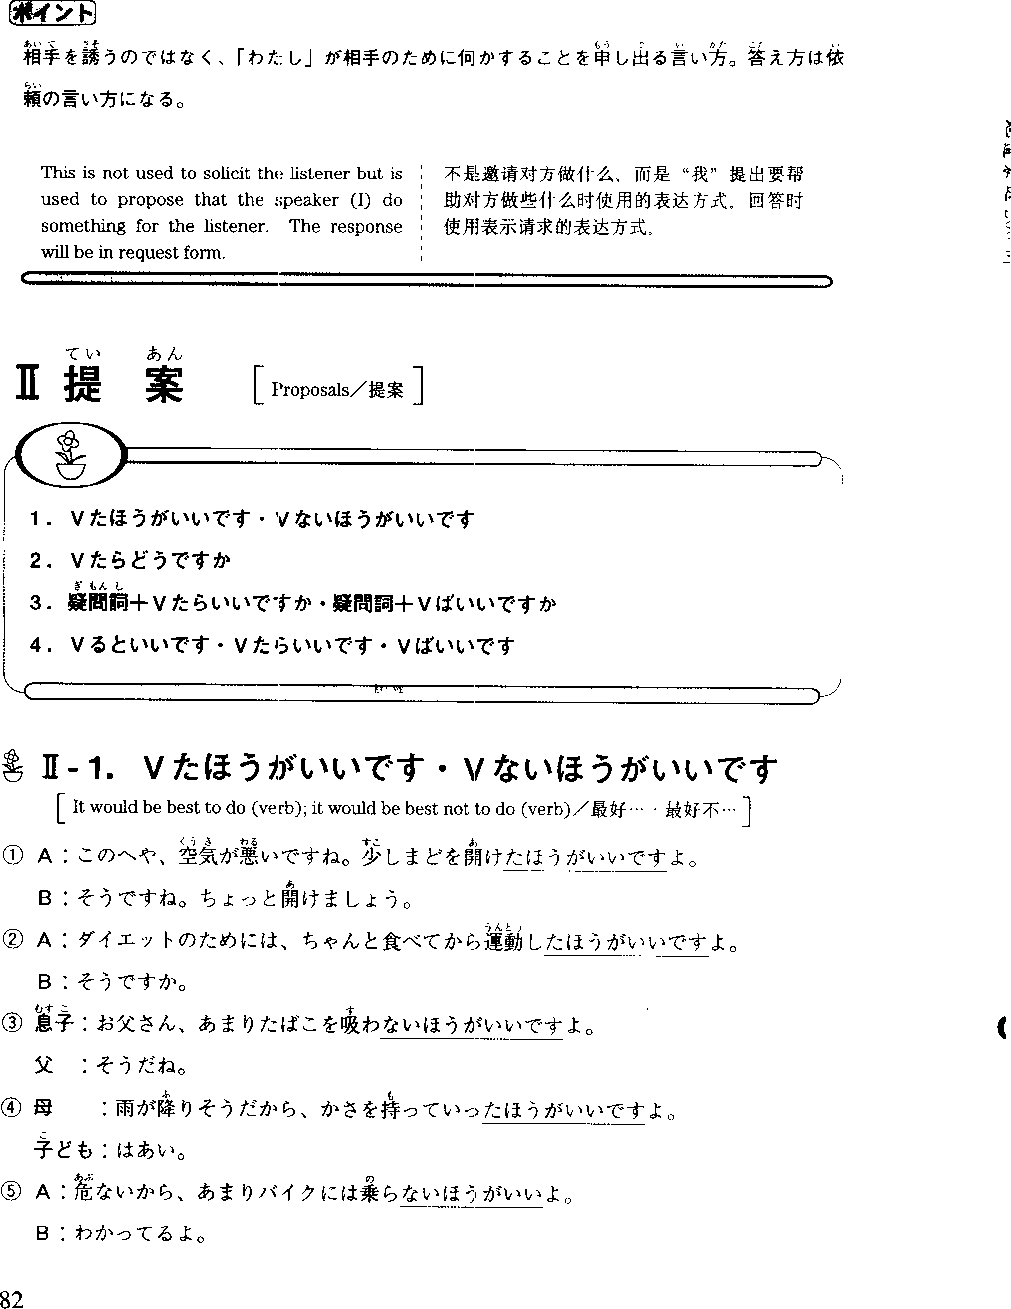 ポイント
相手を誘うのではなく、「わたし」が相手のために何かすることを申し出る言い方。答え方は依
頼の言い方になる。
This is not used to solicit the listener but is
used to propose that the speaker (I) do
something for the listener. The response
will be in request form.
不是邀请对方做什么，而是“我”提出要帮
助对方做些什么时使用的表达方式。回答时
使用表示请求的表达方式。
てい あん
Ⅱ 提 案 [Proposals／提案]
1． Vたほうがいいです・Vないほうがいいです
2． Vたらどうですか
ぎもんし
3． 疑問詞＋Vたらいいですか・疑問詞＋Vばいいですか
4． Vるといいです・Vたらいいです・Vばいいです
Ⅱ-1． Vたほうがいいです・Vないほうがいいです
[It would be best to do (verb); it would be best not to do (verb)／最好…・最好不…]
① A：このへや、空気が悪いですね。少しまどを開けたほうがいいですよ。
B：そうですね。ちょっと開けましょう。
② A：ダイエットのためには、ちゃんと食べてから運動したほうがいいですよ。
B：そうですか。
③ 息子：お父さん、あまりたばこを吸わないほうがいいですよ。
父 ：そうだね。
④ 母 ：雨が降りそうだから、かさを持っていったほうがいいですよ。
子ども：はあい。
⑤ A：危ないから、あまりバイクには乗らないほうがいいよ。
B：わかってるよ。
82